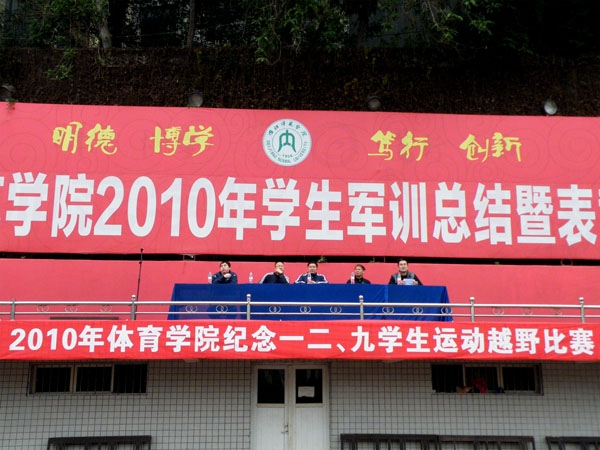 明德 博学 笃行 创新
学院2010年学生军训总结暨表
2010年体育学院纪念一二、九学生运动越野比赛